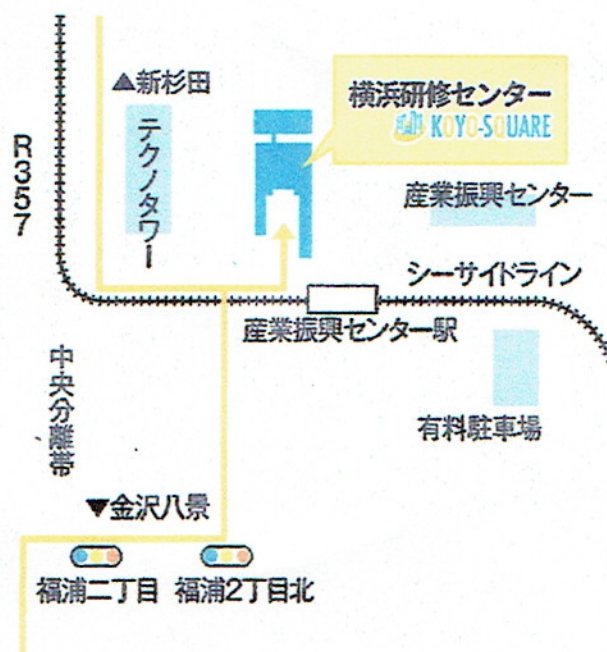 ▲新杉田
横浜研修センター
KOYO-SQUARE
テクノタワー
R357
産業振興センター
シーサイドライン
産業振興センター駅
中央分離帯
有料駐車場
▼金沢八景
福浦二丁目
福浦2丁目北